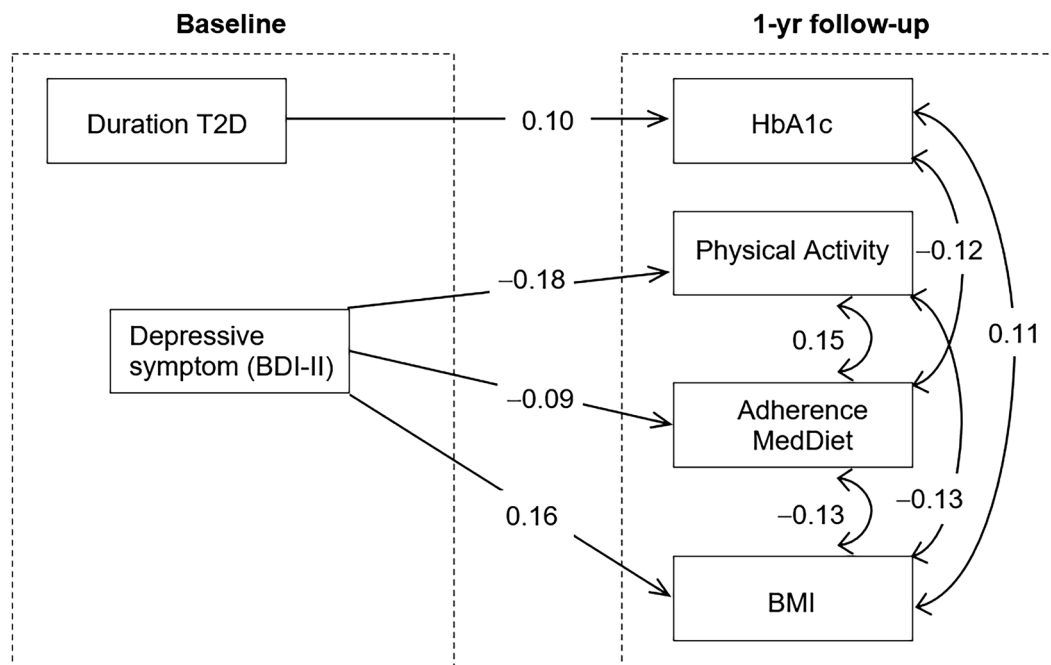 Baseline
1-yr follow-up
Duration T2D
0.10
HbA1c
Physical Activity
−0.12
−0.18
Depressive
symptom (BDI-II)
0.15
0.11
−0.09
Adherence
MedDiet
0.16
−0.13
−0.13
BMI